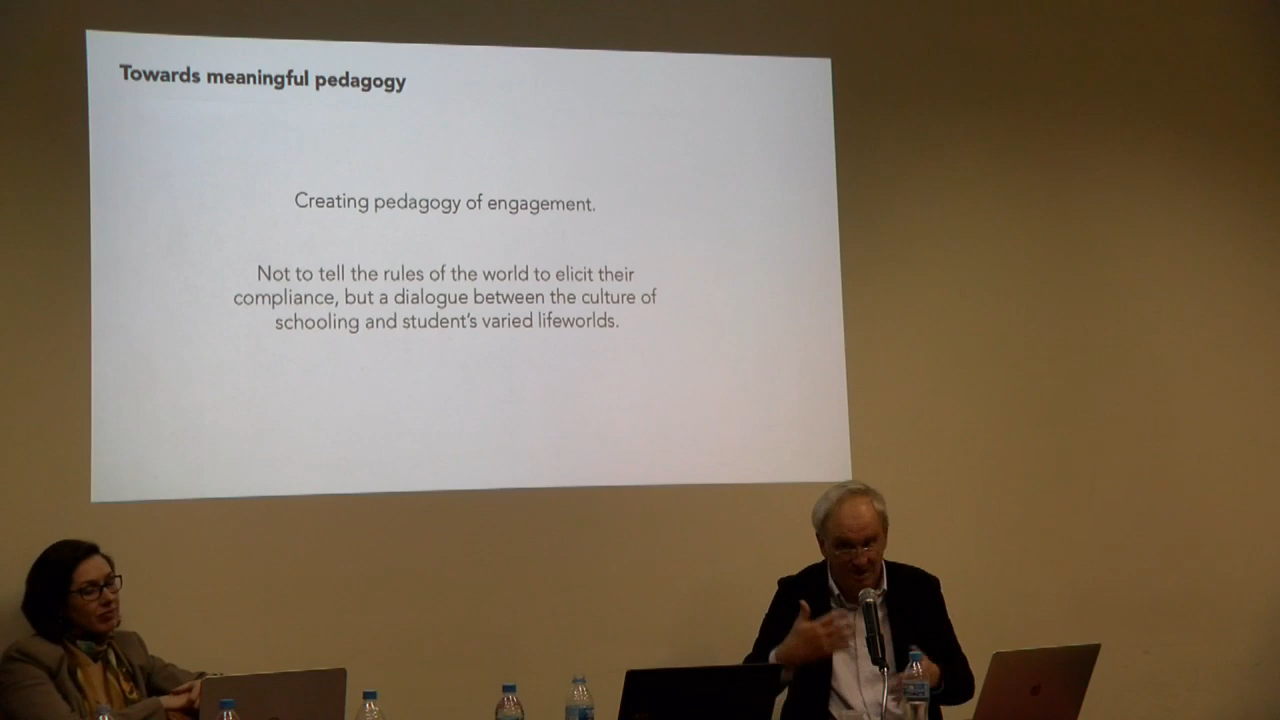 Towards meaningful pedagogy
Creating pedagogy of engagement.
Not to tell the rules of the world to elicit their
compliance, but a dialogue between the culture of
schooling and student's varied lifeworlds.